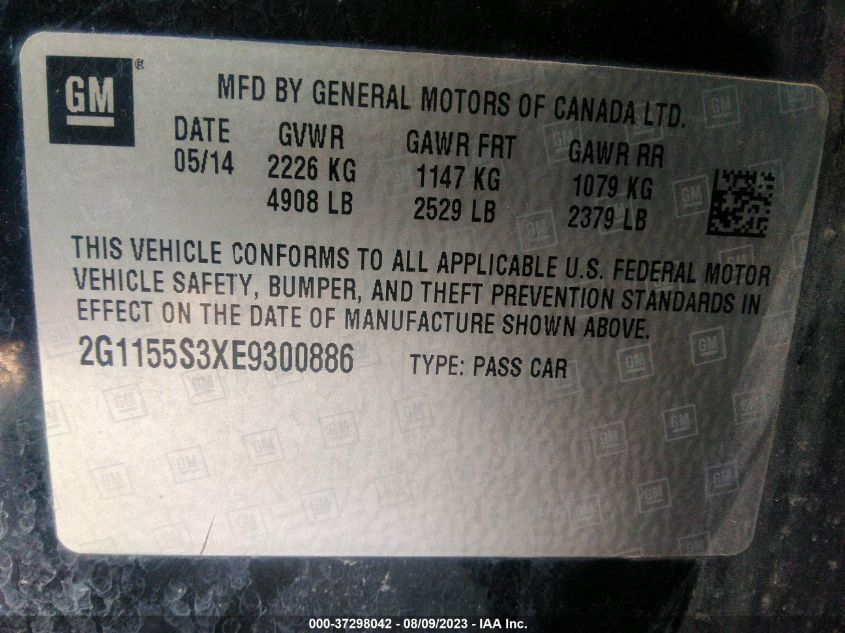 GM®
MFD BY GENERAL MOTORS OF CANADA LTD.
DATE GVWR GAWR FRT GAWR RR
05/14 2226 KG 1147 KG 1079 KG
4908 LB 2529 LB 2379 LB
THIS VEHICLE CONFORMS TO ALL APPLICABLE U.S. FEDERAL MOTOR
VEHICLE SAFETY, BUMPER, AND THEFT PREVENTION STANDARDS IN
EFFECT ON THE DATE OF MANUFACTURE SHOWN ABOVE.
2G1155S3XE9300886 TYPE: PASS CAR
000-37298042 - 08/09/2023 - IAA Inc.